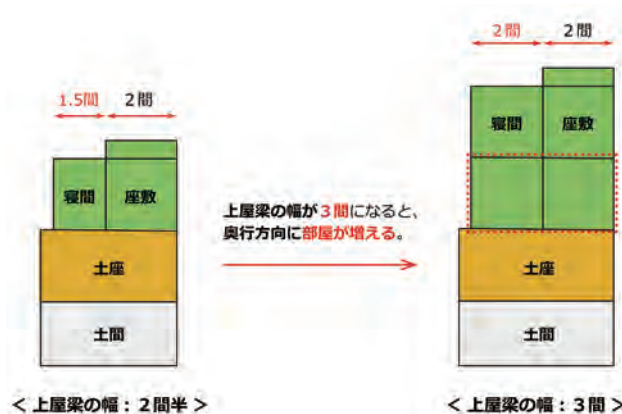 1.5間 2間
寝間 座敷
土座
土間
< 上屋梁の幅：２間半 >
上屋梁の幅が３間になると、
奥行方向に部屋が増える。
2間 2間
寝間 座敷
土座
土間
< 上屋梁の幅：３間 >